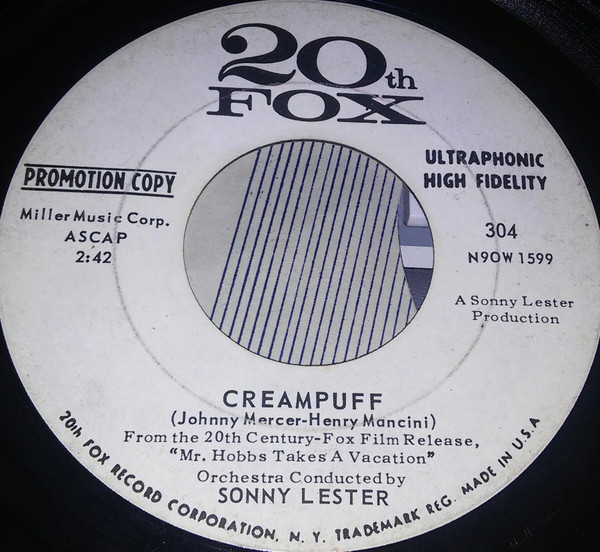 20th
FOX
PROMOTION COPY
Miller Music Corp.
ASCAP
2:42
ULTRAPHONIC
HIGH FIDELITY
304
N9OW 1599
A Sonny Lester
Production
CREAMPUFF
(Johnny Mercer-Henry Mancini)
From the 20th Century-Fox Film Release,
"Mr. Hobbs Takes A Vacation"
Orchestra Conducted by
SONNY LESTER
20th FOX RECORD CORPORATION, N. Y. TRADEMARK REG. MADE IN U.S.A